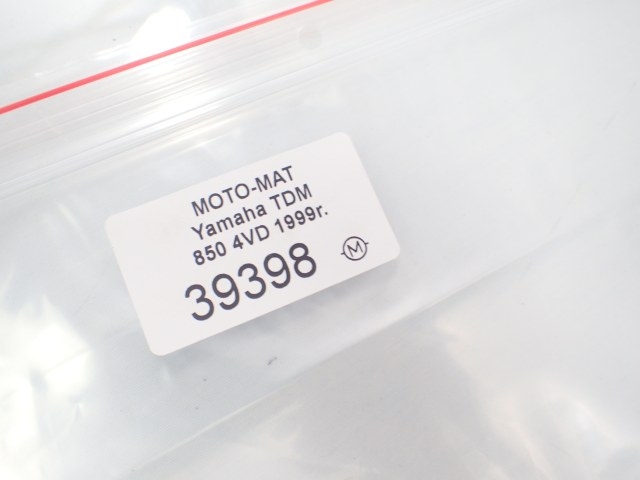 MOTO-MAT
Yamaha TDM
850 4VD 1999r.
39398
M